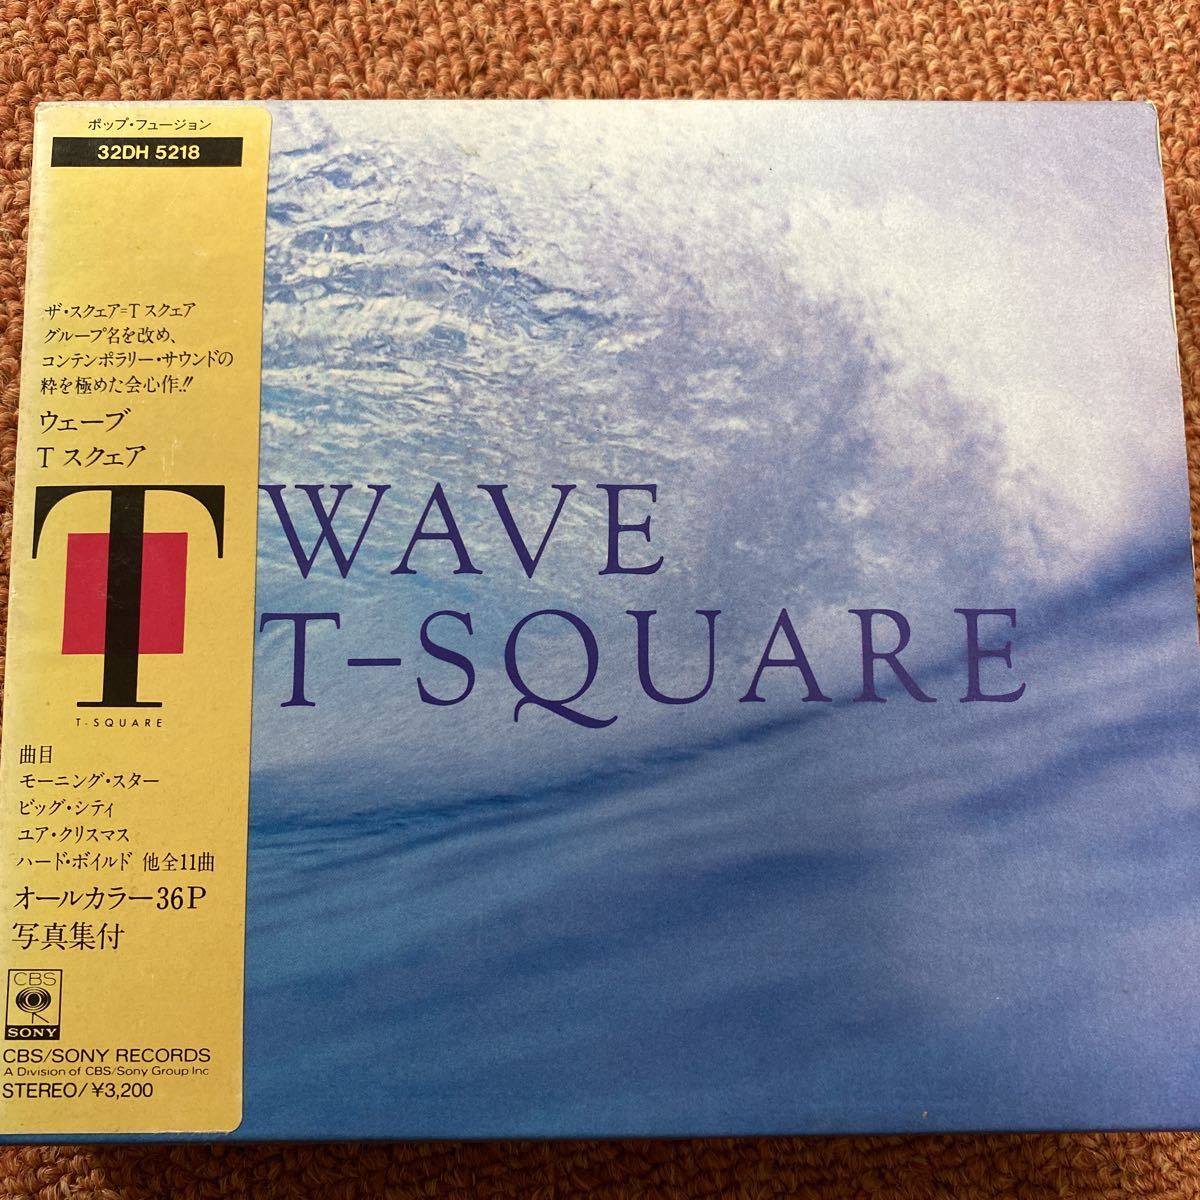 ポップ・フュージョン
32DH 5218
ザ・スクェア=T スクェア
グループ名を改め、
コンテンポラリー・サウンドの
粋を極めた会心作!!
ウェーブ
T スクェア
T
T-SQUARE
曲目
モーニング・スター
ビッグ・シティ
ユア・クリスマス
ハード・ボイルド 他全11曲
オールカラー36P
写真集付
CBS
SONY
CBS/SONY RECORDS
A Division of CBS/Sony Group Inc
STEREO/¥3,200
WAVE
T-SQUARE